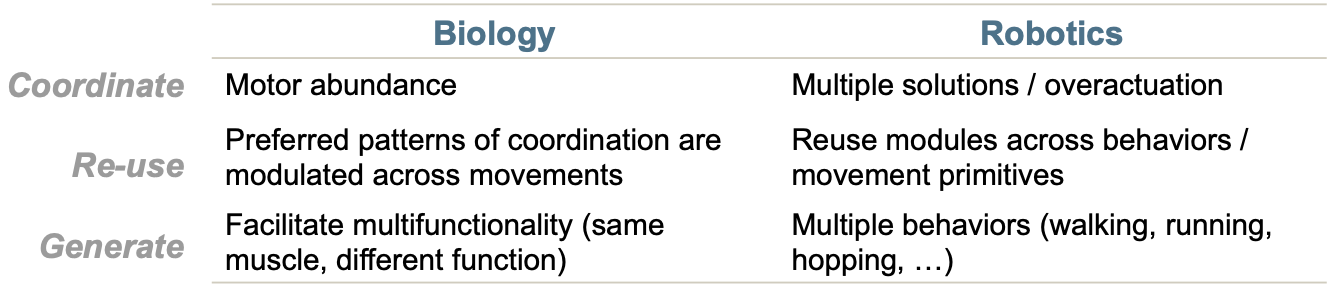 Biology Robotics
Coordinate Motor abundance Multiple solutions / overactuation
Re-use Preferred patterns of coordination are modulated across movements Reuse modules across behaviors / movement primitives
Generate Facilitate multifunctionality (same muscle, different function) Multiple behaviors (walking, running, hopping, …)